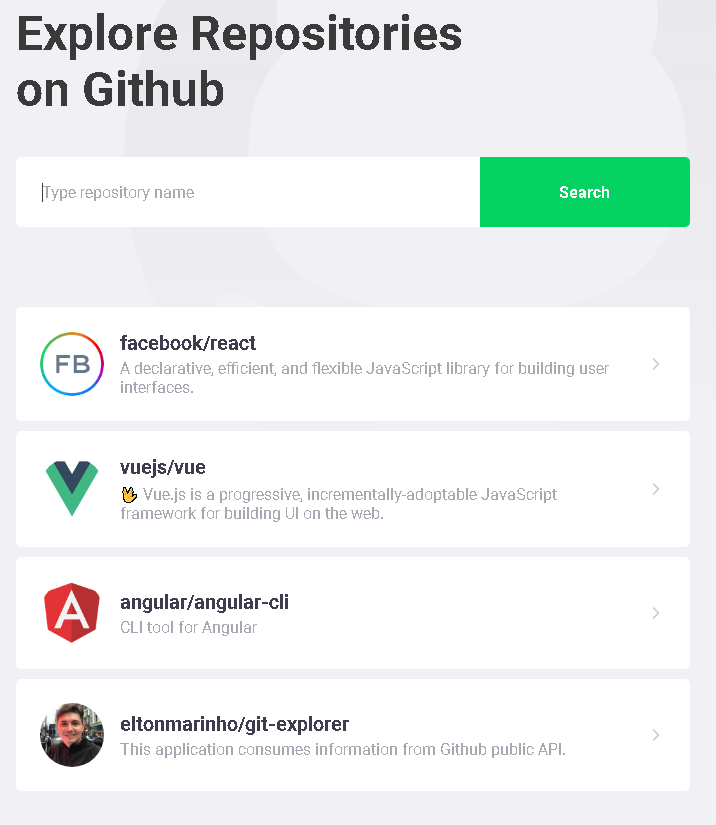 Explore Repositories
on Github
Type repository name
Search
FB
facebook/react
A declarative, efficient, and flexible JavaScript library for building user
interfaces.
vuejs/vue
🖖 Vue.js is a progressive, incrementally-adoptable JavaScript
framework for building UI on the web.
A
angular/angular-cli
CLI tool for Angular
eltonmarinho/git-explorer
This application consumes information from Github public API.